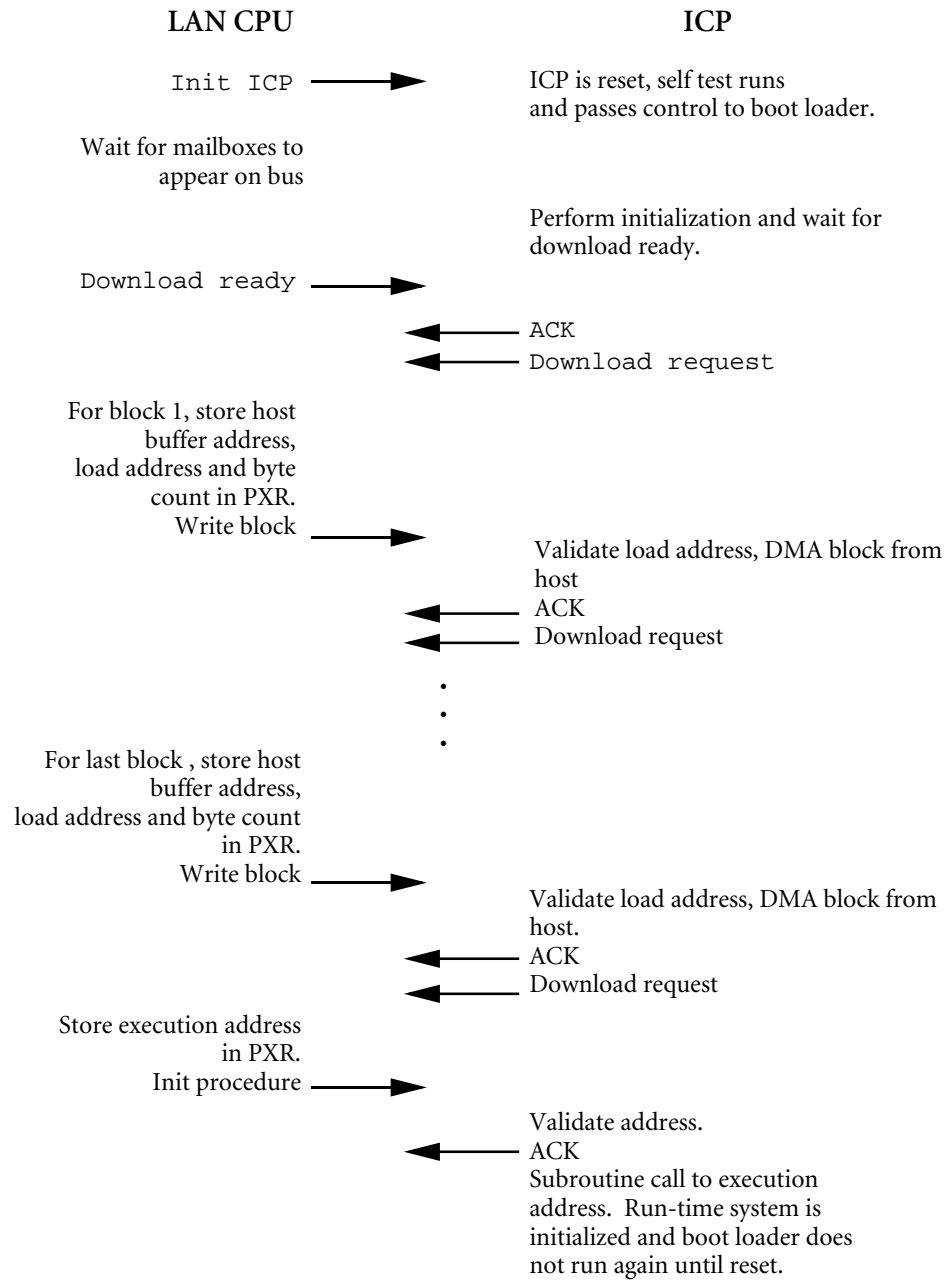 LAN CPU
ICP
Init ICP
ICP is reset, self test runs
and passes control to boot loader.
Wait for mailboxes to
appear on bus
Perform initialization and wait for
download ready.
Download ready
ACK
Download request
For block 1, store host
buffer address,
load address and byte
count in PXR.
Write block
Validate load address, DMA block from
host
ACK
Download request
.
.
.
For last block , store host
buffer address,
load address and byte count
in PXR.
Write block
Validate load address, DMA block from
host.
ACK
Download request
Store execution address
in PXR.
Init procedure
Validate address.
ACK
Subroutine call to execution
address. Run-time system is
initialized and boot loader does
not run again until reset.